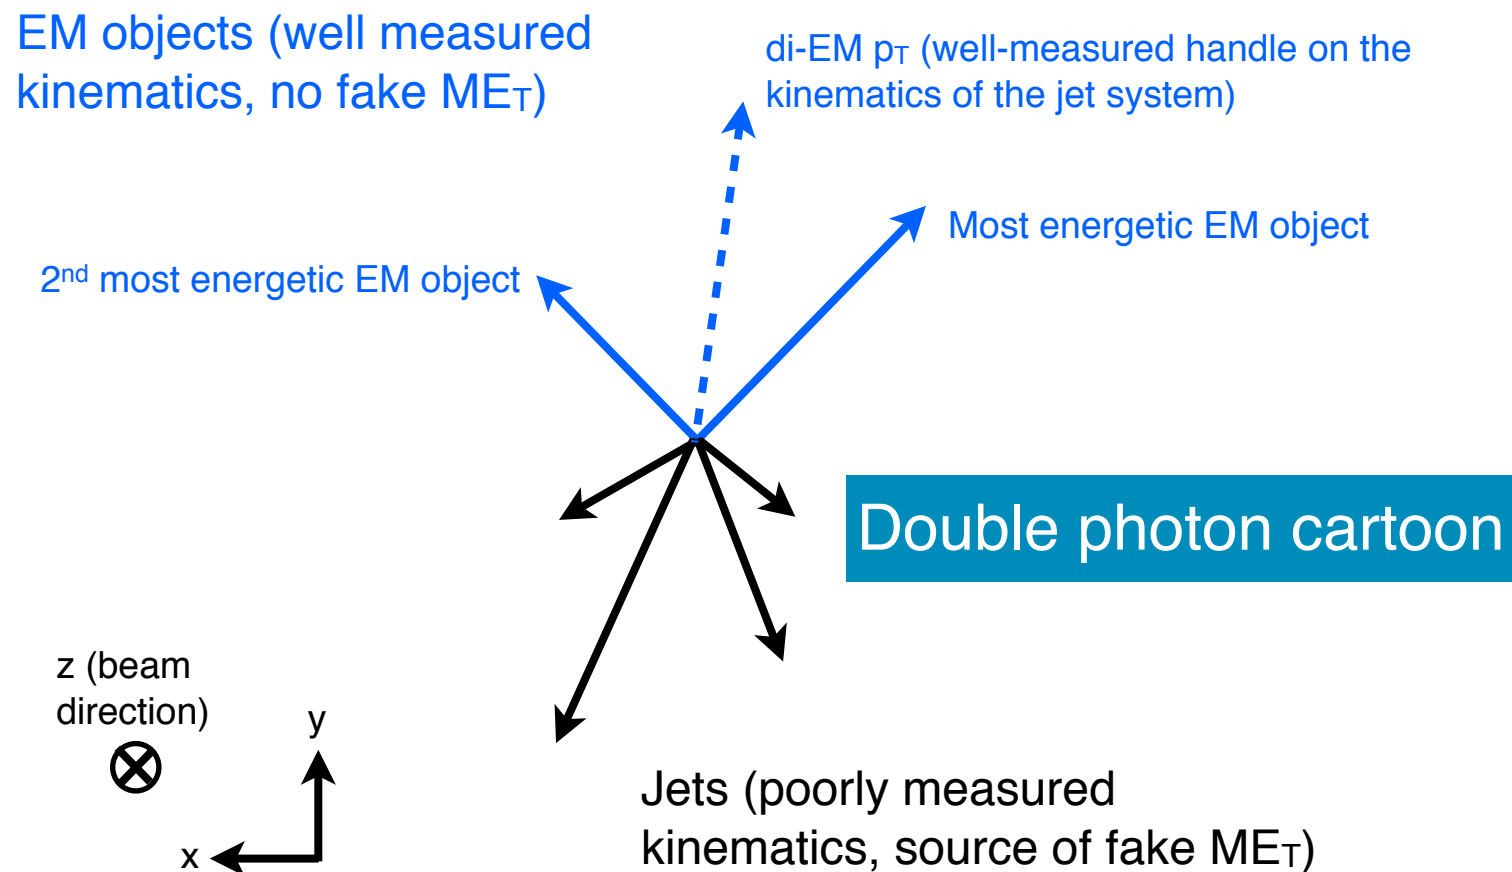 EM objects (well measured
kinematics, no fake MET)
di-EM pT (well-measured handle on the
kinematics of the jet system)
Most energetic EM object
2nd most energetic EM object
Double photon cartoon
z (beam
direction)
y
x
Jets (poorly measured
kinematics, source of fake MET)